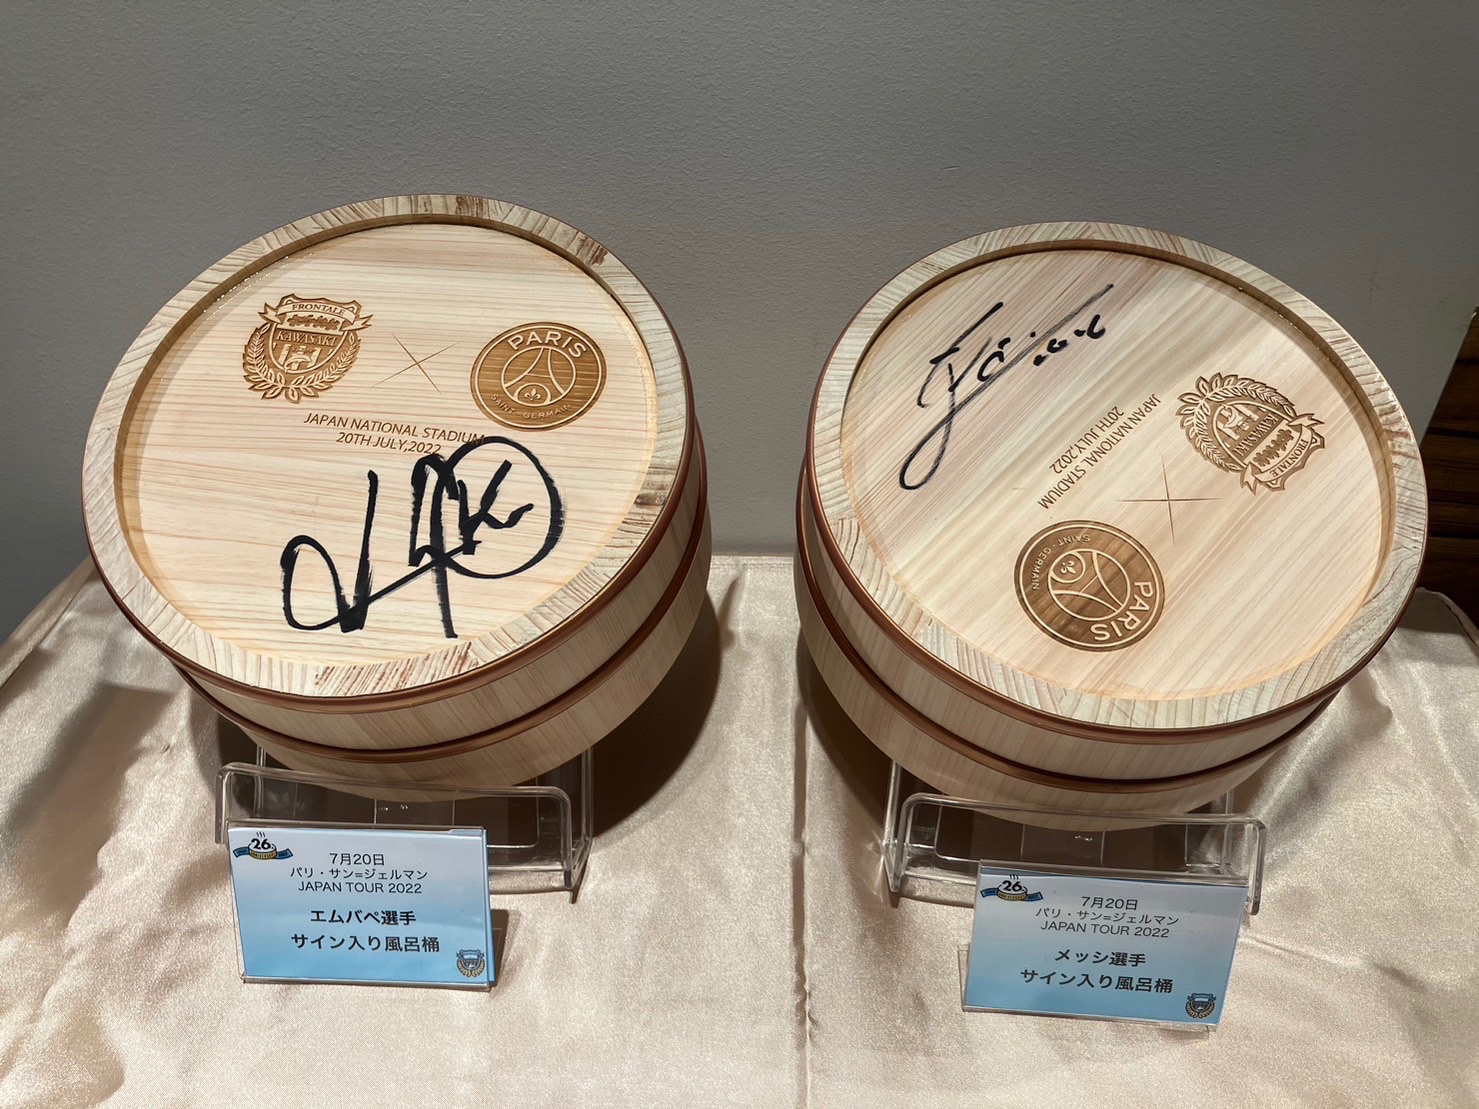 FRONTALE
KAWASAKI
PARIS
SAINT-GERMAIN
JAPAN NATIONAL STADIUM
20TH JULY,2022
26
7月20日
パリ・サン=ジェルマン
JAPAN TOUR 2022
エムバペ選手
サイン入り風呂桶
FRONTALE
KAWASAKI
PARIS
SAINT-GERMAIN
JAPAN NATIONAL STADIUM
20TH JULY,2022
26
7月20日
パリ・サン=ジェルマン
JAPAN TOUR 2022
メッシ選手
サイン入り風呂桶